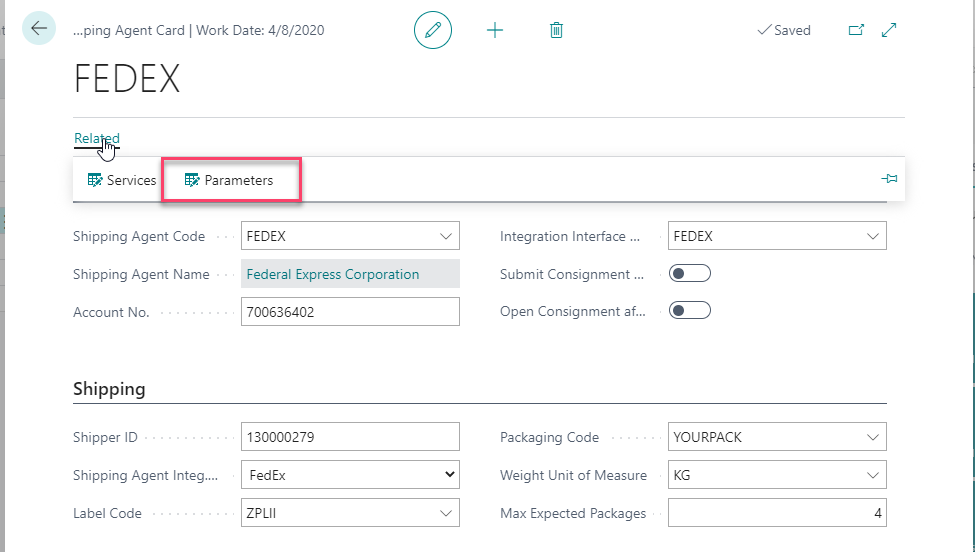 ...ping Agent Card | Work Date: 4/8/2020
Saved
FEDEX
Related
Services Parameters
Shipping Agent Code FEDEX
Integration Interface ... FEDEX
Shipping Agent Name Federal Express Corporation
Submit Consignment ...
Account No. 700636402
Open Consignment af...
Shipping
Shipper ID 130000279
Packaging Code YOURPACK
Shipping Agent Integ.... FedEx
Weight Unit of Measure KG
Label Code ZPLII
Max Expected Packages 4